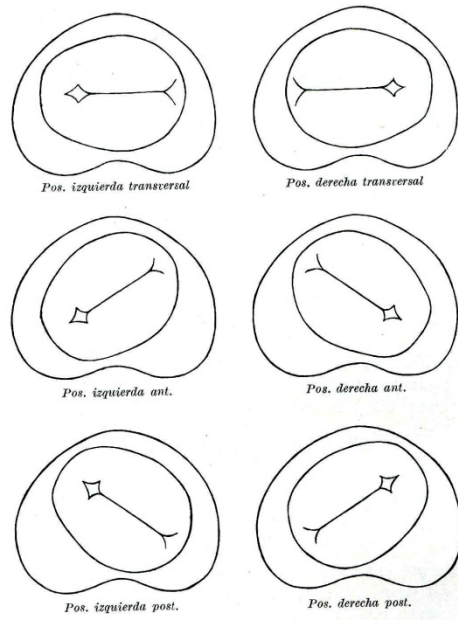 Pos. izquierda transversal
Pos. derecha transversal
Pos. izquierda ant.
Pos. derecha ant.
Pos. izquierda post.
Pos. derecha post.